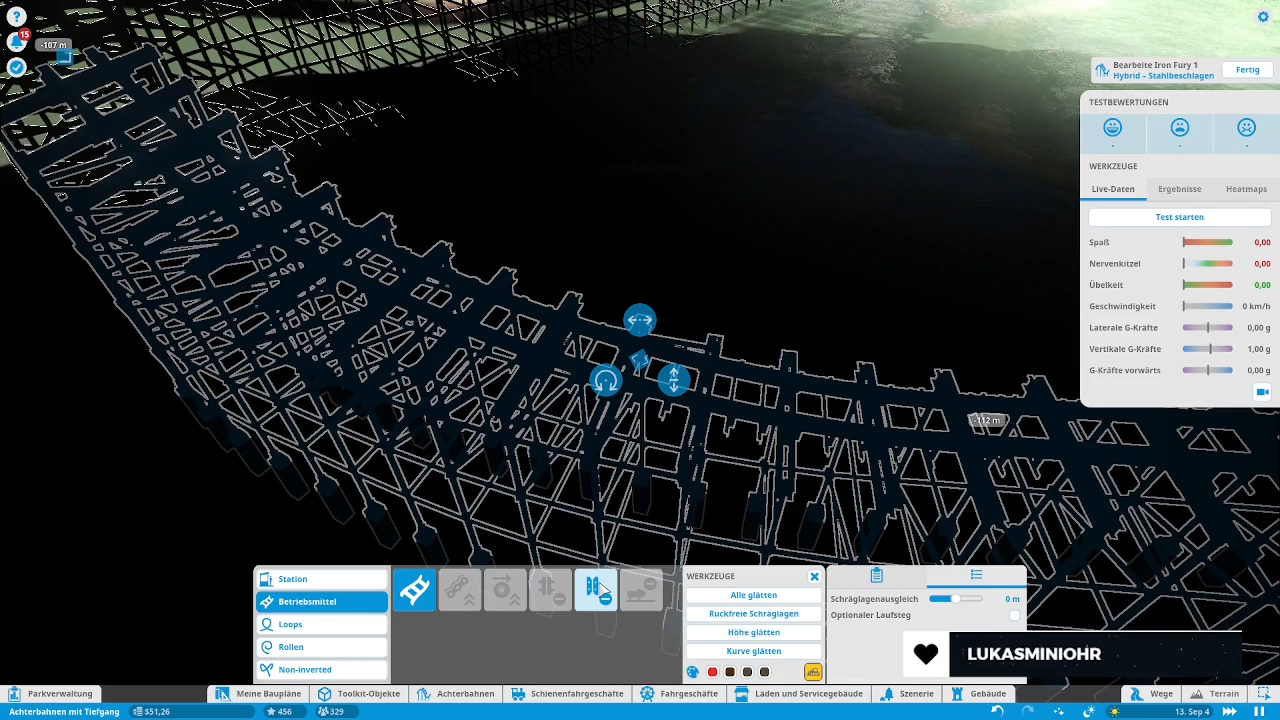 ?
15
-107 m
Bearbeite Iron Fury 1
Hybrid – Stahlbeschlagen
Fertig
TESTBEWERTUNGEN
- - -
WERKZEUGE
Live-Daten Ergebnisse Heatmaps
Test starten
Spaß 0,00
Nervenkitzel 0,00
Übelkeit 0,00
Geschwindigkeit 0 km/h
Laterale G-Kräfte 0,00 g
Vertikale G-Kräfte 1,00 g
G-Kräfte vorwärts 0,00 g
-112 m
Station
Betriebsmittel
Loops
Rollen
Non-inverted
WERKZEUGE
Alle glätten
Ruckfreie Schräglagen
Höhe glätten
Kurve glätten
Schräglagenausgleich 0 m
Optionaler Laufsteg
LUKASMINIOHR
Parkverwaltung Meine Baupläne Toolkit-Objekte Achterbahnen Schienenfahrgeschäfte Fahrgeschäfte Läden und Servicegebäude Szenerie Gebäude Wege Terrain
Achterbahnen mit Tiefgang $51,26 456 329 13. Sep 4